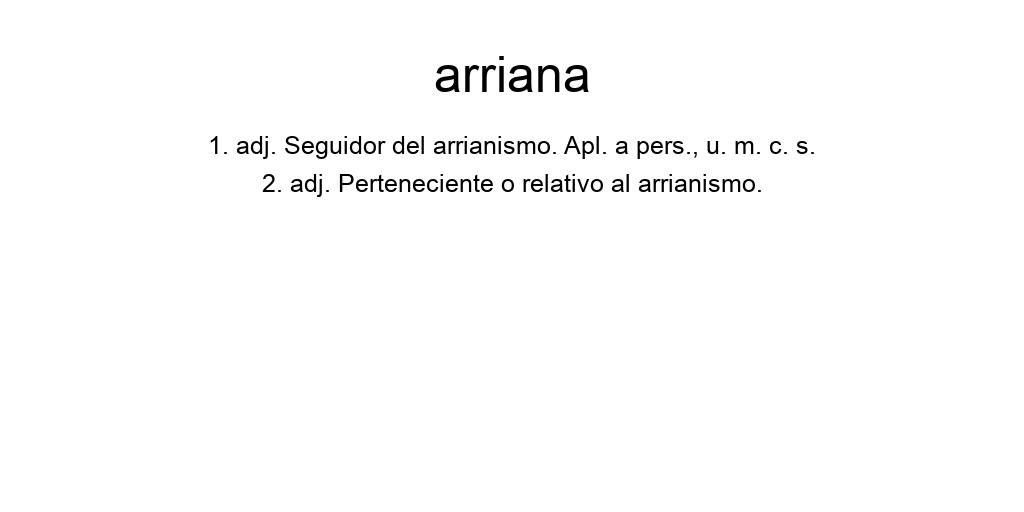 arriana
1. adj. Seguidor del arrianismo. Apl. a pers., u. m. c. s.
2. adj. Perteneciente o relativo al arrianismo.